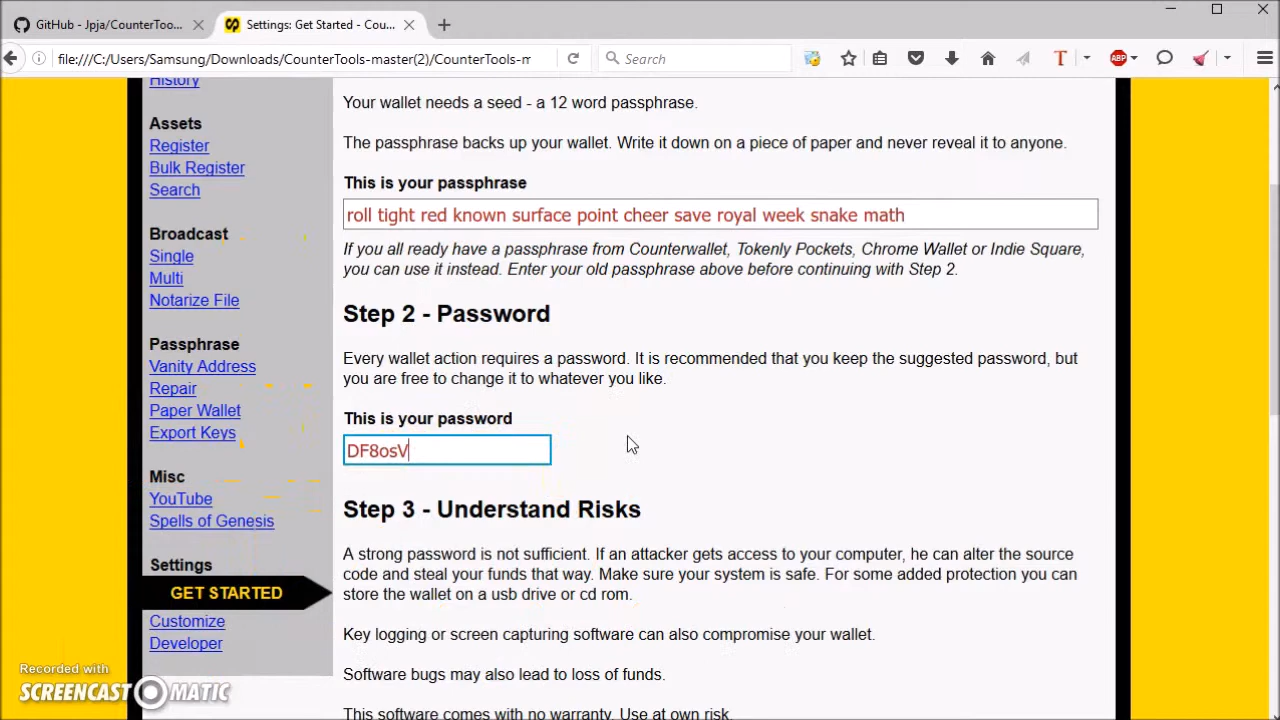 GitHub - Jpja/CounterToo...
Settings: Get Started - Cou...
file:///C:/Users/Samsung/Downloads/CounterTools-master(2)/CounterTools-m
Search
History
Assets
Register
Bulk Register
Search
Broadcast
Single
Multi
Notarize File
Passphrase
Vanity Address
Repair
Paper Wallet
Export Keys
Misc
YouTube
Spells of Genesis
Settings
GET STARTED
Customize
Developer
Your wallet needs a seed - a 12 word passphrase.
The passphrase backs up your wallet. Write it down on a piece of paper and never reveal it to anyone.
This is your passphrase
roll tight red known surface point cheer save royal week snake math
If you all ready have a passphrase from Counterwallet, Tokenly Pockets, Chrome Wallet or Indie Square,
you can use it instead. Enter your old passphrase above before continuing with Step 2.
Step 2 - Password
Every wallet action requires a password. It is recommended that you keep the suggested password, but
you are free to change it to whatever you like.
This is your password
DF8osV
Step 3 - Understand Risks
A strong password is not sufficient. If an attacker gets access to your computer, he can alter the source
code and steal your funds that way. Make sure your system is safe. For some added protection you can
store the wallet on a usb drive or cd rom.
Key logging or screen capturing software can also compromise your wallet.
Software bugs may also lead to loss of funds.
This software comes with no warranty. Use at own risk.
Recorded with
SCREENCAST MATIC
T
ABP